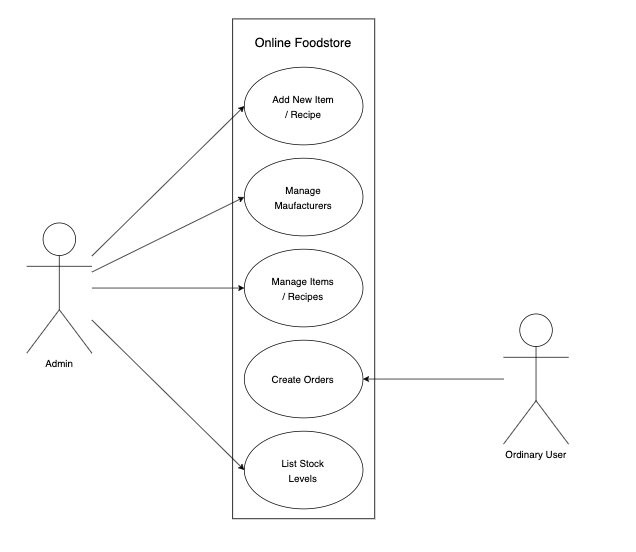 Online Foodstore
Add New Item
/ Recipe
Manage
Maufacturers
Manage Items
/ Recipes
Admin
Create Orders
Ordinary User
List Stock
Levels